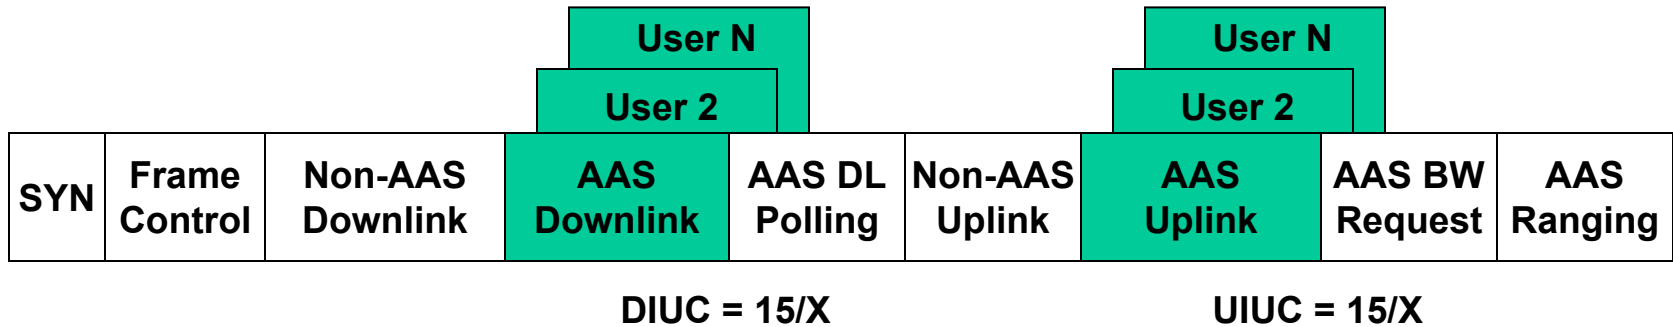 User N
User N
User 2
User 2
SYN
Frame
Control
Non-AAS
Downlink
AAS
Downlink
AAS DL
Polling
Non-AAS
Uplink
AAS
Uplink
AAS BW
Request
AAS
Ranging
DIUC = 15/X
UIUC = 15/X